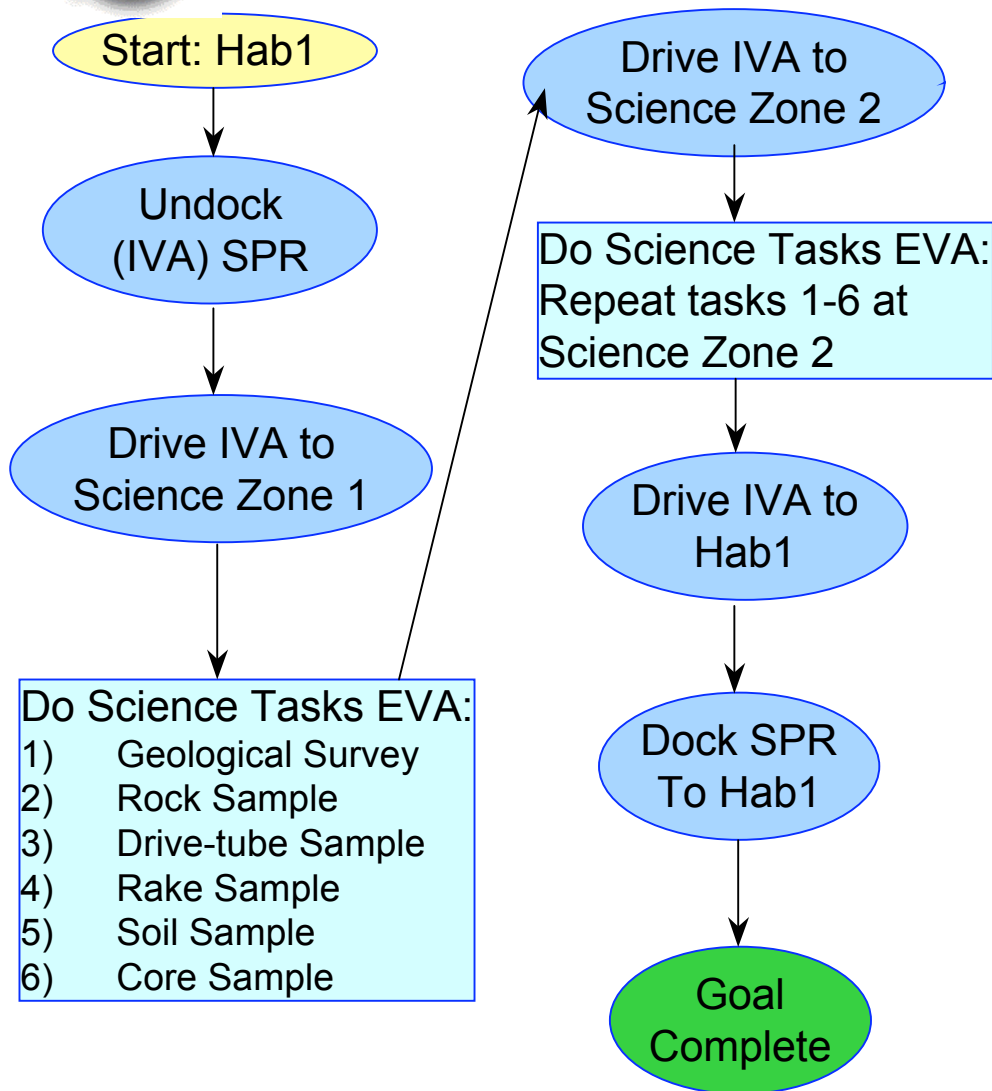 Start: Hab1
Undock
(IVA) SPR
Drive IVA to
Science Zone 1
Do Science Tasks EVA:
1) Geological Survey
2) Rock Sample
3) Drive-tube Sample
4) Rake Sample
5) Soil Sample
6) Core Sample
Drive IVA to
Science Zone 2
Do Science Tasks EVA:
Repeat tasks 1-6 at
Science Zone 2
Drive IVA to
Hab1
Dock SPR
To Hab1
Goal
Complete